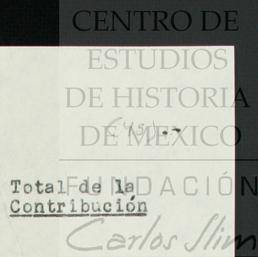 CENTRO DE
ESTUDIOS
DE HISTORIA
DE MÉXICO
FUNDACIÓN
Carlos Slim
Total de la
Contribución